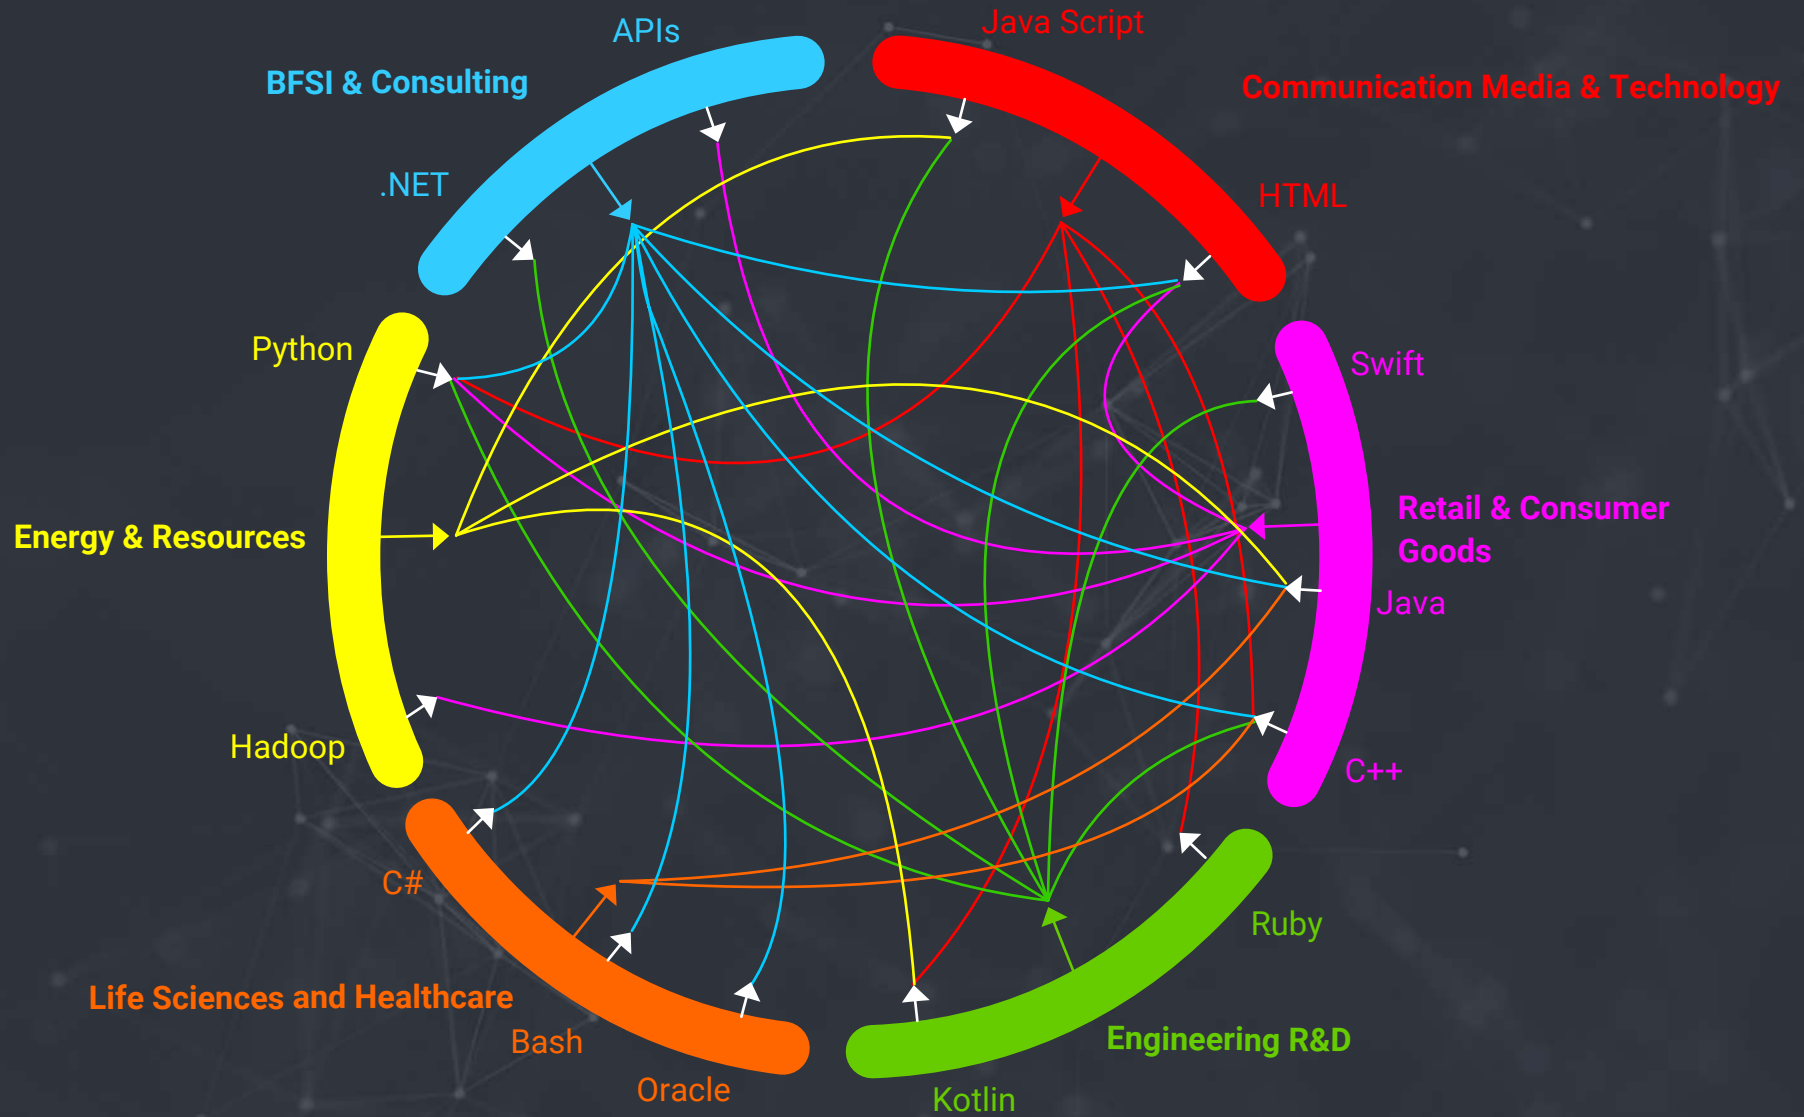 Java Script
APIs
BFSI & Consulting
Communication Media & Technology
.NET
HTML
Python
Swift
Retail & Consumer
Goods
Energy & Resources
Java
Hadoop
C++
C#
Ruby
Life Sciences and Healthcare
Bash
Engineering R&D
Oracle
Kotlin